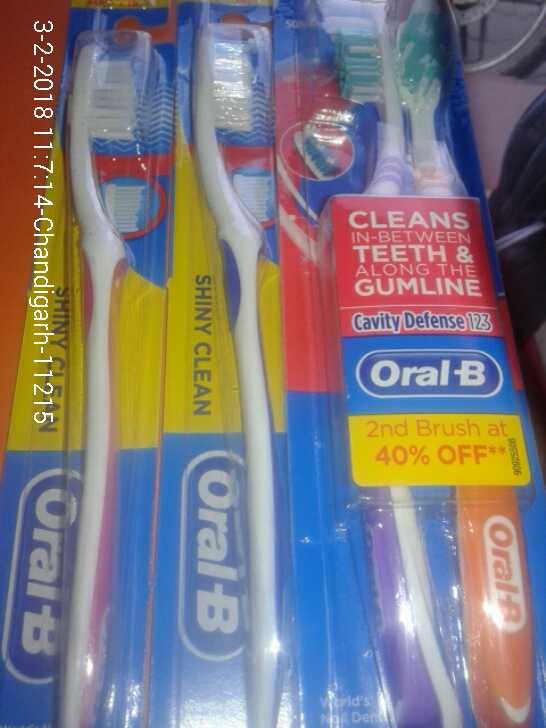 3-2-2018 11:7:14-Chandigarh-11215
SHINY CLEAN
Oral-B
SHINY CLEAN
Oral-B
CLEANS
IN-BETWEEN
TEETH &
ALONG THE
GUMLINE
Cavity Defense 123
Oral-B
2nd Brush at
40% OFF**
Oral-B
World's